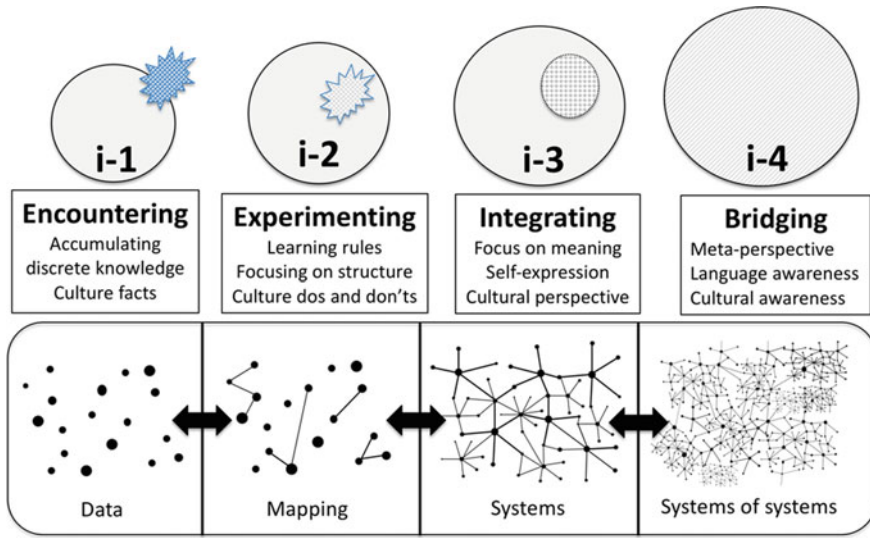 i-1
i-2
i-3
i-4
Encountering
Accumulating
discrete knowledge
Culture facts
Experimenting
Learning rules
Focusing on structure
Culture dos and don'ts
Integrating
Focus on meaning
Self-expression
Cultural perspective
Bridging
Meta-perspective
Language awareness
Cultural awareness
Data
Mapping
Systems
Systems of systems